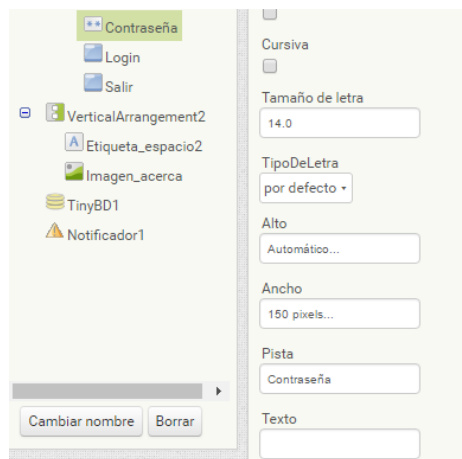 Contraseña
Login
Salir
VerticalArrangement2
A Etiqueta_espacio2
Imagen_acerca
TinyBD1
Notificador1
Cambiar nombre Borrar
Cursiva
Tamaño de letra
14.0
TipoDeLetra
por defecto
Alto
Automático...
Ancho
150 pixels...
Pista
Contraseña
Texto